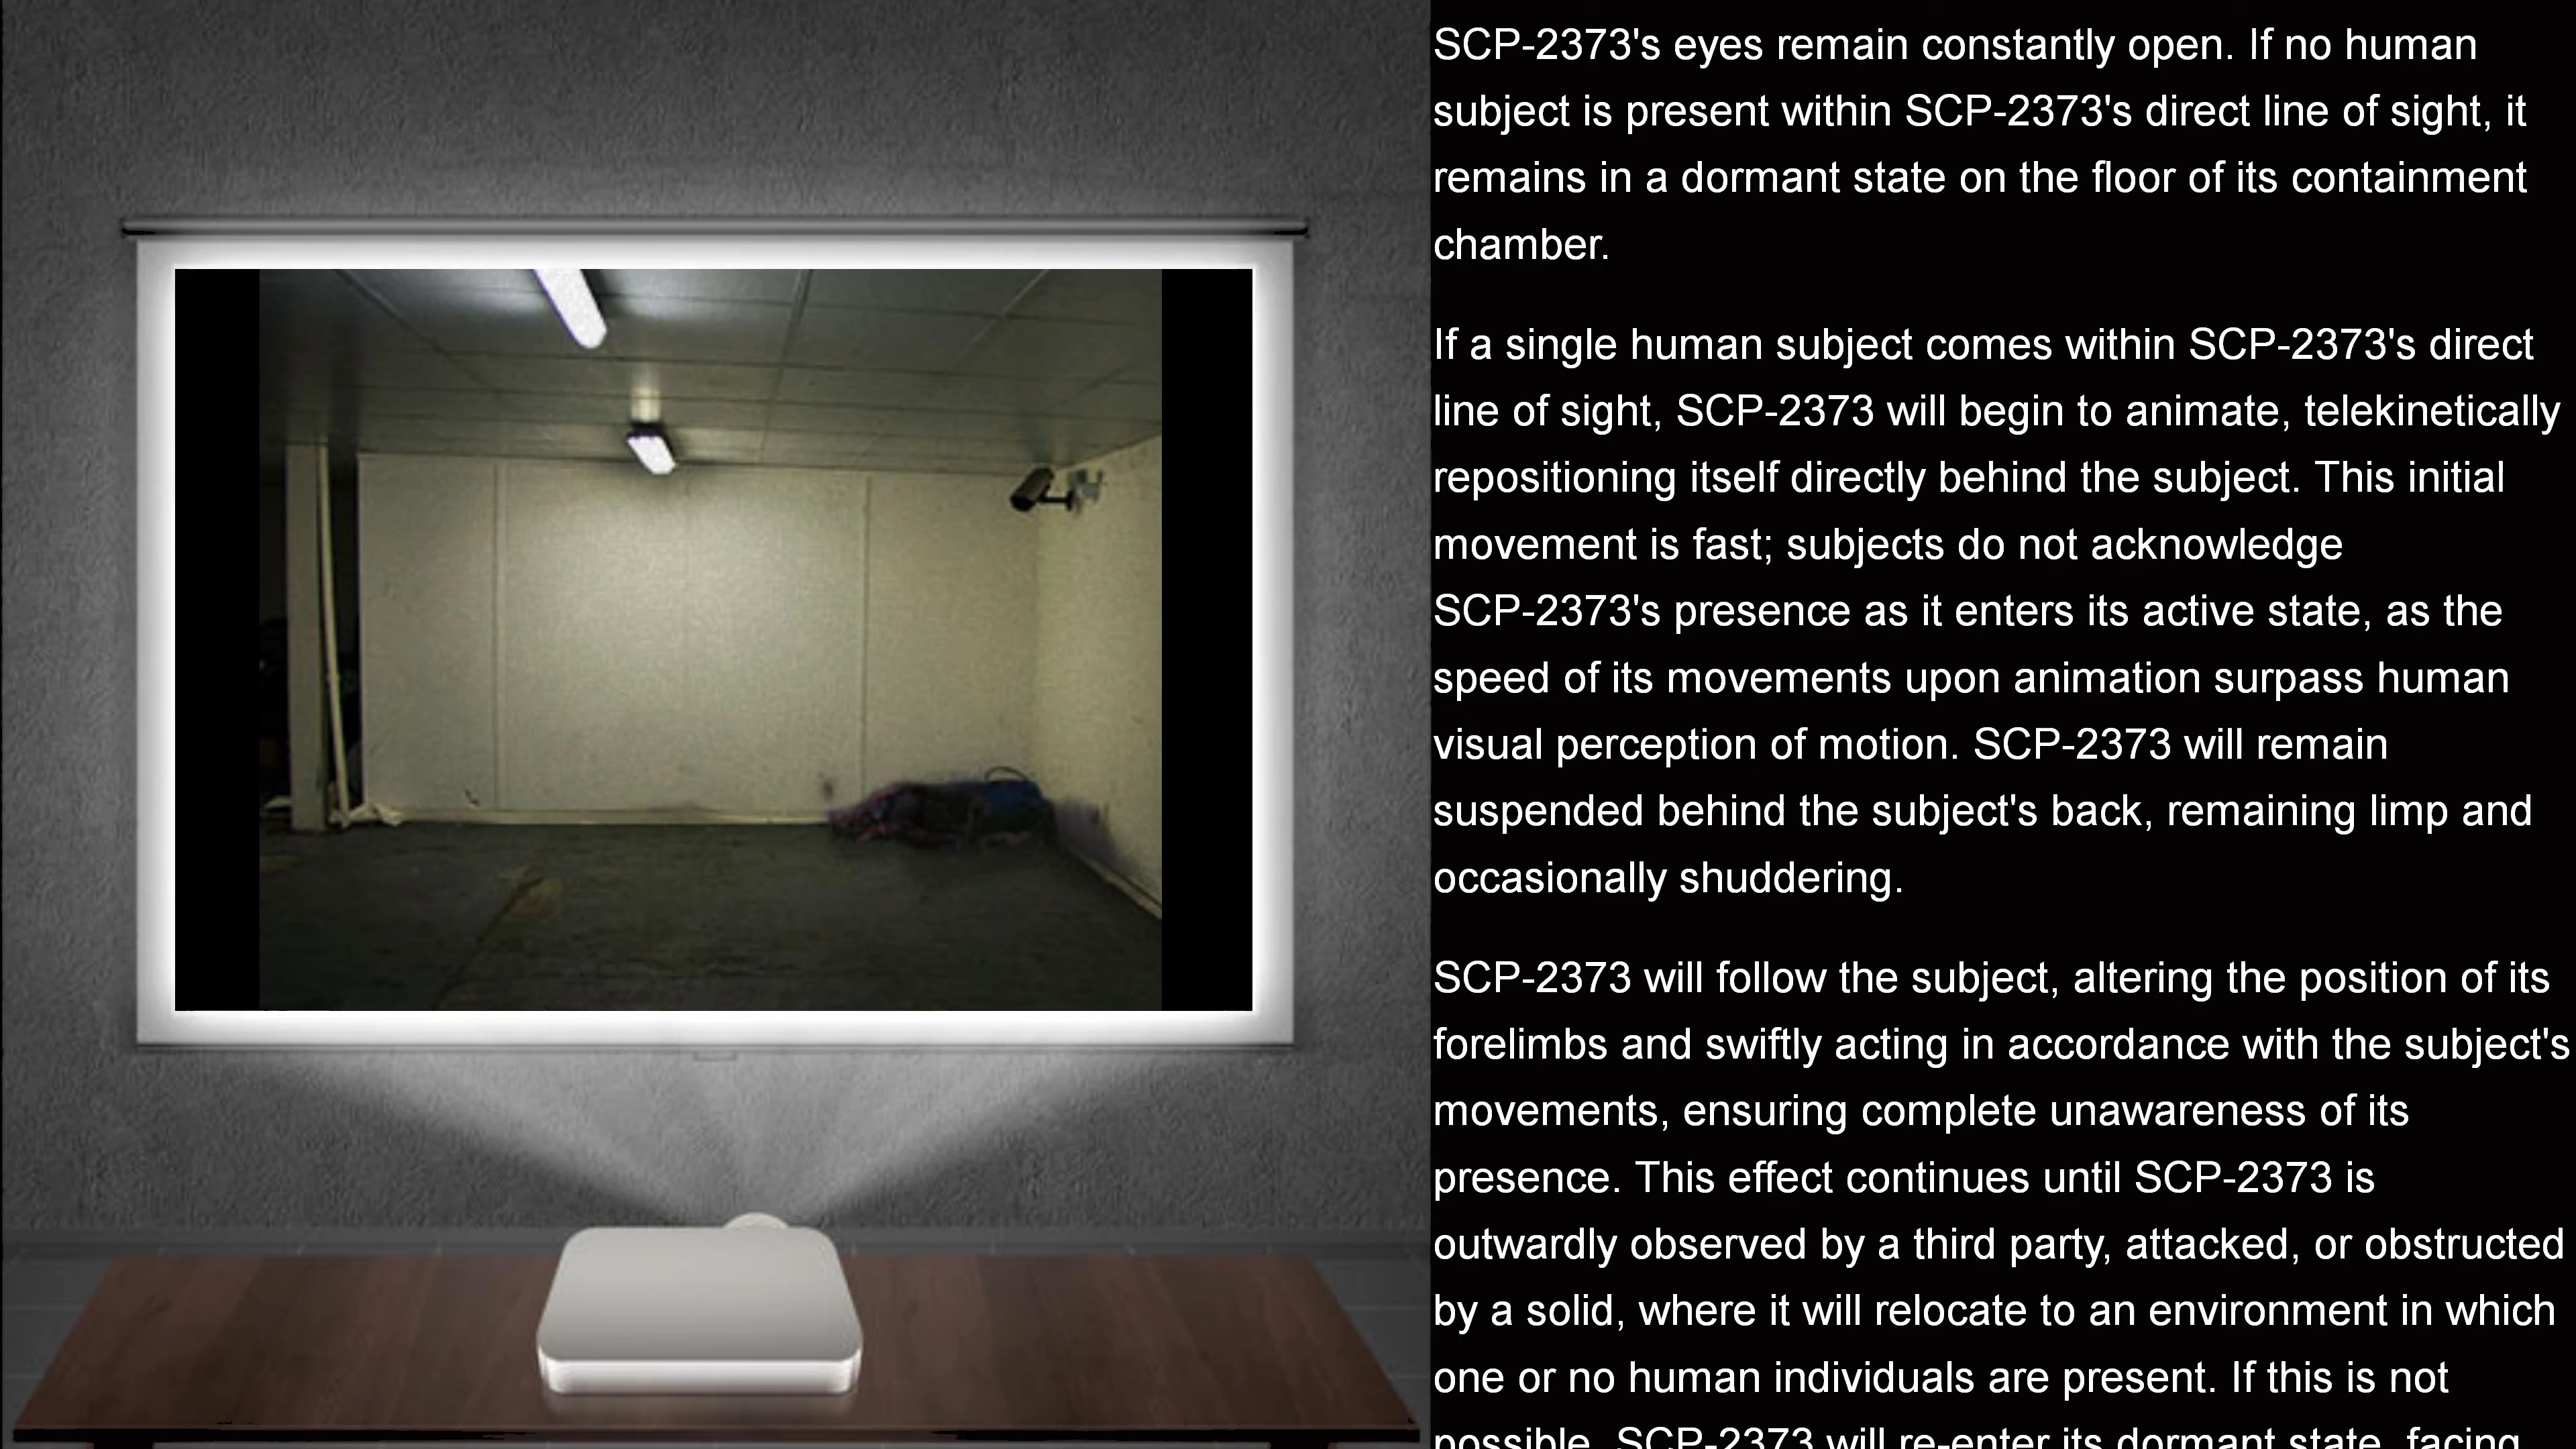 SCP-2373's eyes remain constantly open. If no human
subject is present within SCP-2373's direct line of sight, it
remains in a dormant state on the floor of its containment
chamber.
If a single human subject comes within SCP-2373's direct
line of sight, SCP-2373 will begin to animate, telekinetically
repositioning itself directly behind the subject. This initial
movement is fast; subjects do not acknowledge
SCP-2373's presence as it enters its active state, as the
speed of its movements upon animation surpass human
visual perception of motion. SCP-2373 will remain
suspended behind the subject's back, remaining limp and
occasionally shuddering.
SCP-2373 will follow the subject, altering the position of its
forelimbs and swiftly acting in accordance with the subject's
movements, ensuring complete unawareness of its
presence. This effect continues until SCP-2373 is
outwardly observed by a third party, attacked, or obstructed
by a solid, where it will relocate to an environment in which
one or no human individuals are present. If this is not
possible, SCP-2373 will re-enter its dormant state, facing